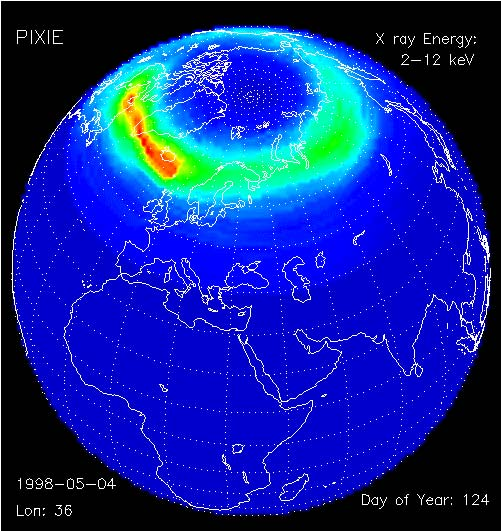 PIXIE
X ray Energy:
2-12 keV
1998-05-04
Lon: 36
Day of Year: 124